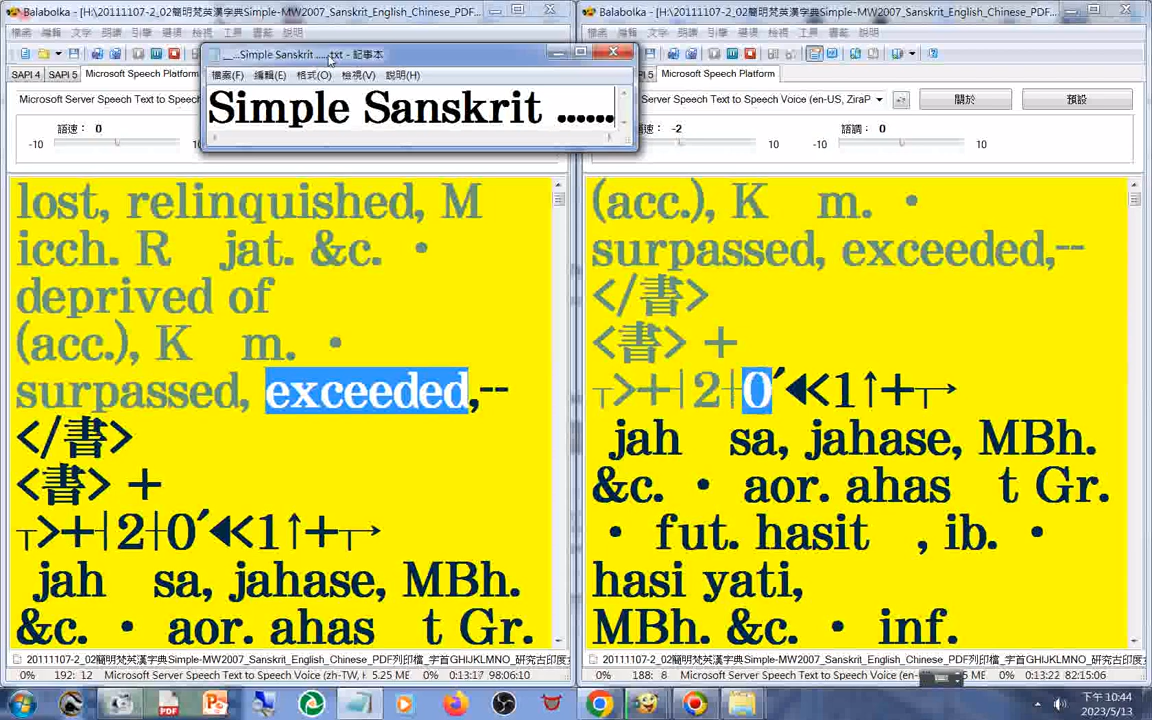 Balabolka - [H:\20111107-2_02簡明梵英漢字典Simple-MW2007_Sanskrit_English_Chinese_PDF...
Balabolka - [H:\20111107-2_02簡明梵英漢字典Simple-MW2007_Sanskrit_English_Chinese_PDF...
__...Simple Sanskrit .....txt - 記事本
檔案(F) 編輯(E) 格式(O) 檢視(V) 說明(H)
Simple Sanskrit ......
SAPI 4 SAPI 5 Microsoft Speech Platform
Microsoft Server Speech Text to Speech
語速： 0
-10
5 Microsoft Speech Platform
Server Speech Text to Speech Voice (en-US, ZiraP
關於
預設
-2
語調： 0
-10 10 -10 10
lost, relinquished, M
icch. R jat. &c. •
deprived of
(acc.), K m. •
surpassed, exceeded,--
</書>
<書> +
┬>+┤2┼0ˊ≪1↑+┬→
jah sa, jahase, MBh.
&c. • aor. ahas t Gr.
(acc.), K m. •
surpassed, exceeded,--
</書>
<書> +
┬>+┤2┼0ˊ≪1↑+┬→
jah sa, jahase, MBh.
&c. • aor. ahas t Gr.
• fut. hasit , ib. •
hasi yati,
MBh. &c. • inf.
20111107-2_02簡明梵英漢字典Simple-MW2007_Sanskrit_English_Chinese_PDF列印檔_字首GHIJKLMNO_研究古印度
0% 192: 12 Microsoft Server Speech Text to Speech Voice (zh-TW, H 5.25 ME 0% 0:13:17 98:06:10
20111107-2_02簡明梵英漢字典Simple-MW2007_Sanskrit_English_Chinese_PDF列印檔_字首GHIJKLMNO_研究古印度
0% 188: 8 Microsoft Server Speech Text to Speech Voice (en- 5.25 ME 0% 0:13:22 82:15:06
下午 10:44
2023/5/13